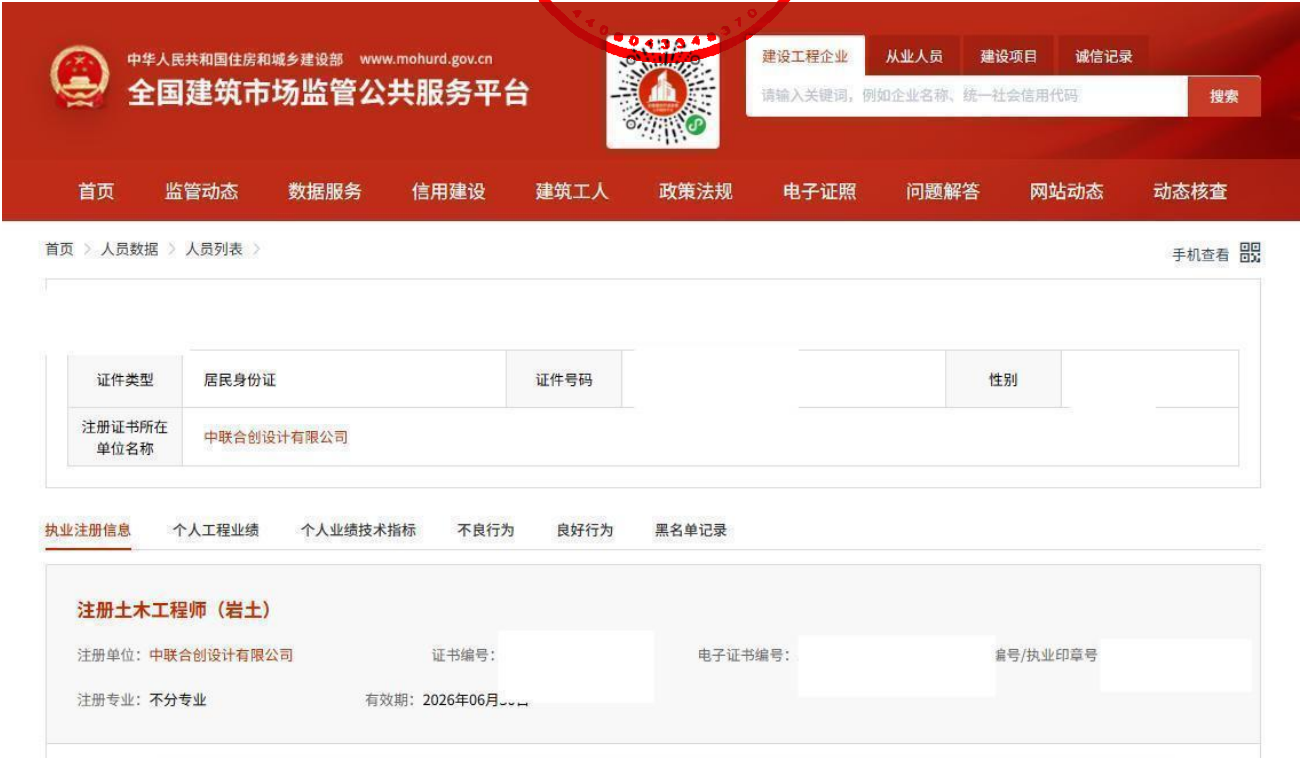 4408043348370
中华人民共和国住房和城乡建设部 www.mohurd.gov.cn
全国建筑市场监管公共服务平台
建设工程企业 从业人员 建设项目 诚信记录
请输入关键词，例如企业名称、统一社会信用代码 搜索
首页 监管动态 数据服务 信用建设 建筑工人 政策法规 电子证照 问题解答 网站动态 动态核查
首页 > 人员数据 > 人员列表 >
手机查看
证件类型 居民身份证 证件号码 性别
注册证书所在
单位名称
中联合创设计有限公司
执业注册信息 个人工程业绩 个人业绩技术指标 不良行为 良好行为 黑名单记录
注册土木工程师（岩土）
注册单位：中联合创设计有限公司 证书编号： 电子证书编号： 编号/执业印章号
注册专业：不分专业 有效期：2026年06月